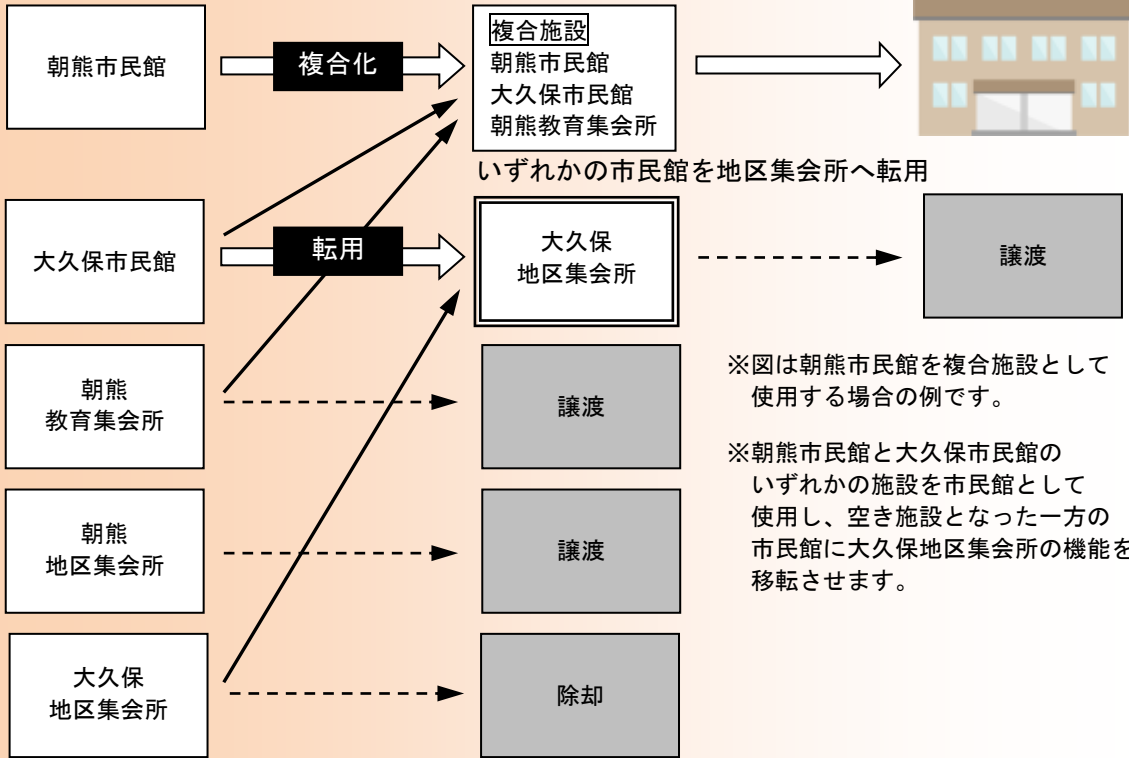 朝熊市民館
複合化
複合施設
朝熊市民館
大久保市民館
朝熊教育集会所
いずれかの市民館を地区集会所へ転用
大久保市民館
転用
大久保
地区集会所
譲渡
朝熊
教育集会所
譲渡
※図は朝熊市民館を複合施設として
使用する場合の例です。
※朝熊市民館と大久保市民館の
いずれかの施設を市民館として
使用し、空き施設となった一方の
市民館に大久保地区集会所の機能を
移転させます。
朝熊
地区集会所
譲渡
大久保
地区集会所
除却